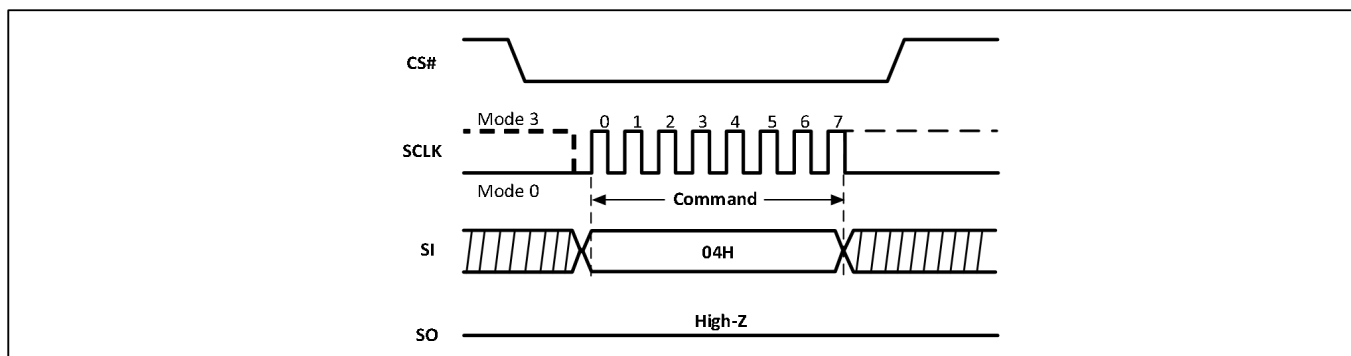 CS#
Mode 3
0 1 2 3 4 5 6 7
SCLK
Mode 0
Command
SI
04H
High-Z
SO